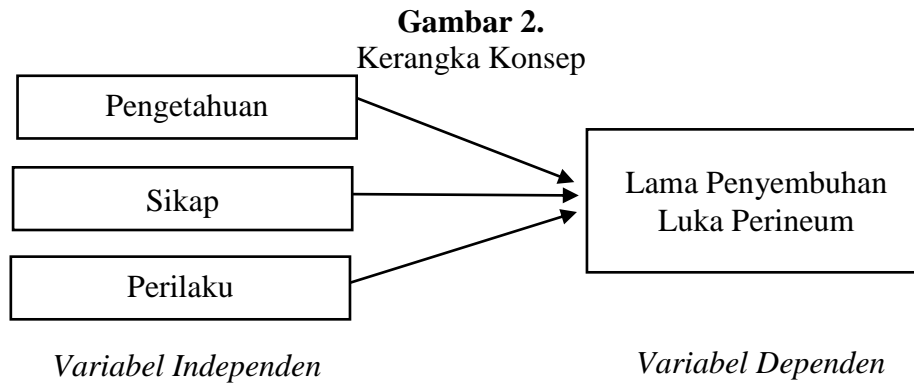 Gambar 2.
Kerangka Konsep
Pengetahuan
Sikap
Perilaku
Lama Penyembuhan
Luka Perineum
Variabel Independen
Variabel Dependen